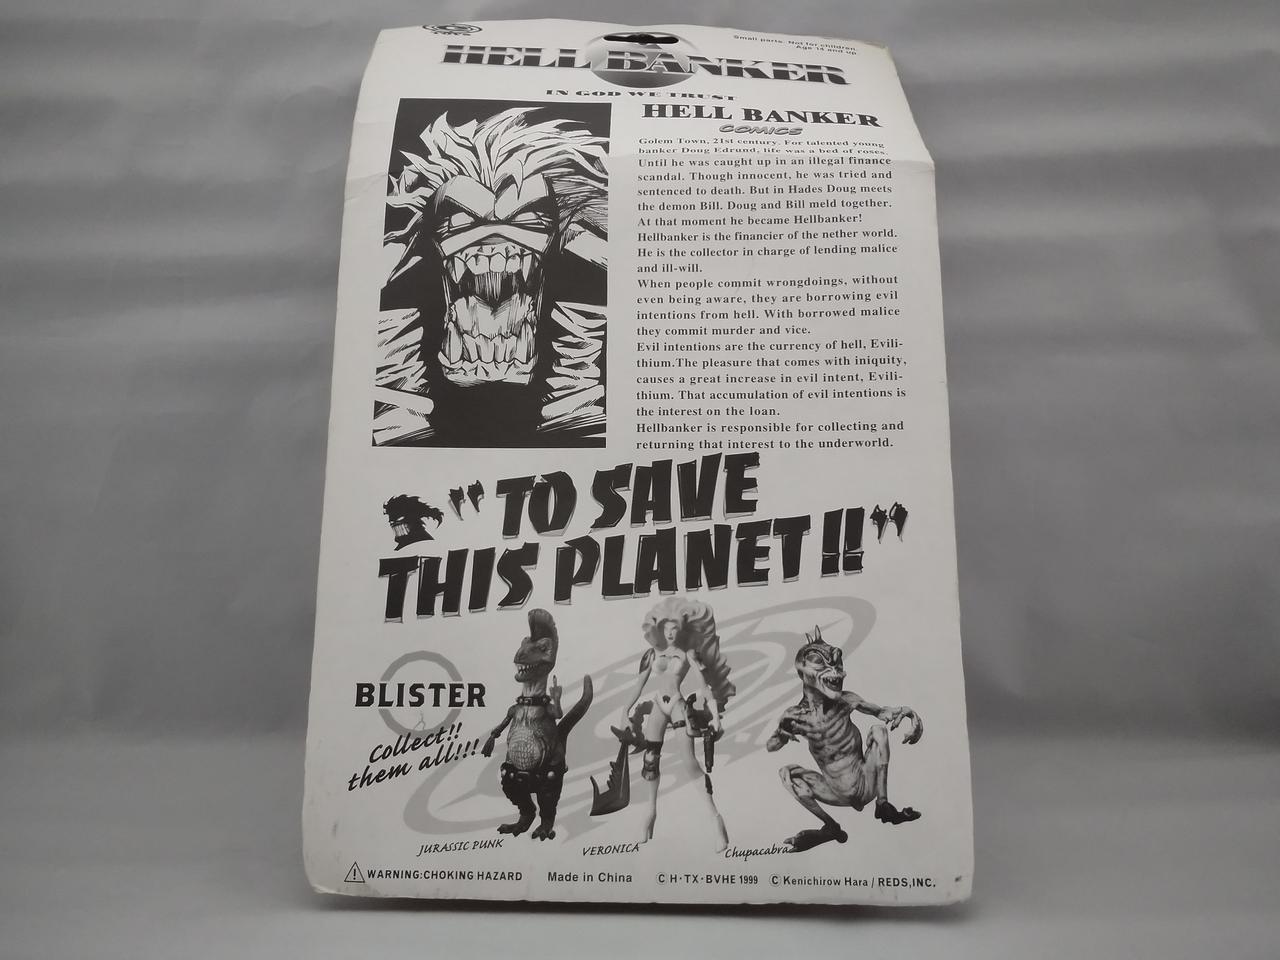 Small parts. Not for children.
Age 14 and up.
HELL BANKER
IN GOD WE TRUST
HELL BANKER
COMICS
Golem Town, 21st century. For talented young
banker Doug Edrund, life was a bed of roses.
Until he was caught up in an illegal finance
scandal. Though innocent, he was tried and
sentenced to death. But in Hades Doug meets
the demon Bill. Doug and Bill meld together.
At that moment he became Hellbanker!
Hellbanker is the financier of the nether world.
He is the collector in charge of lending malice
and ill-will.
When people commit wrongdoings, without
even being aware, they are borrowing evil
intentions from hell. With borrowed malice
they commit murder and vice.
Evil intentions are the currency of hell, Evili-
thium.The pleasure that comes with iniquity,
causes a great increase in evil intent, Evili-
thium. That accumulation of evil intentions is
the interest on the loan.
Hellbanker is responsible for collecting and
returning that interest to the underworld.
"TO SAVE
THIS PLANET!!"
BLISTER
Collect!!
them all!!!
JURASSIC PUNK
VERONICA
Chupacabra
WARNING:CHOKING HAZARD Made in China © H·TX·BVHE 1999 © Kenichirow Hara / REDS,INC.